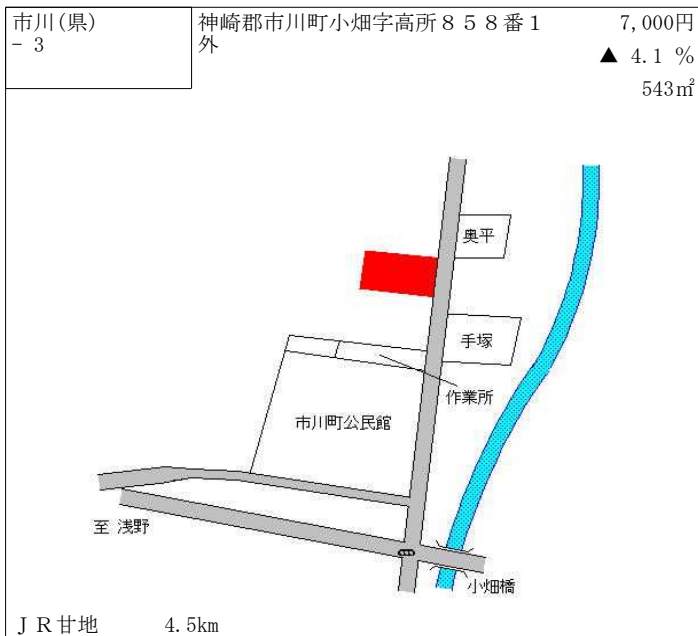 市川(県)
－3
神崎郡市川町小畑字高所８５８番１
外
7,000円
▲ 4.1 %
543㎡
奥平
手塚
作業所
市川町公民館
至 浅野
小畑橋
ＪＲ甘地 4.5km